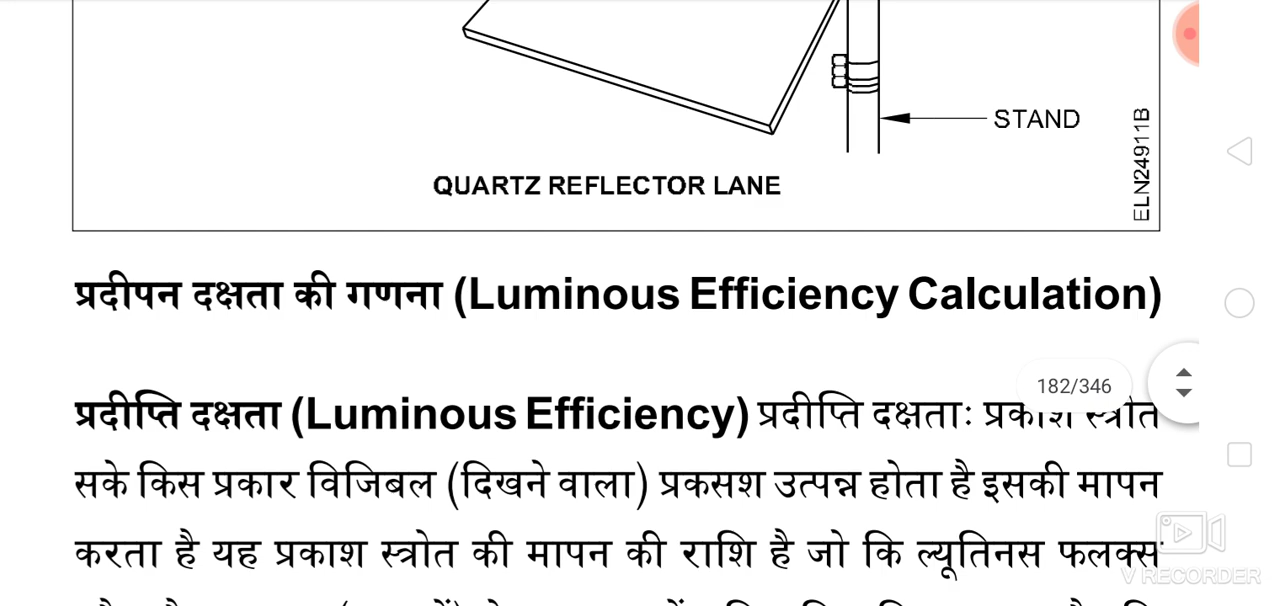 STAND
QUARTZ REFLECTOR LANE
ELN24911B
प्रदीपन दक्षता की गणना (Luminous Efficiency Calculation)
182/346
प्रदीप्ति दक्षता (Luminous Efficiency) प्रदीप्ति दक्षताः प्रकाश स्त्रोत
सके किस प्रकार विजिबल (दिखने वाला) प्रकसश उत्पन्न होता है इसकी मापन
करता है यह प्रकाश स्त्रोत की मापन की राशि है जो कि ल्यूतिनस फलक्स
V RECORDER